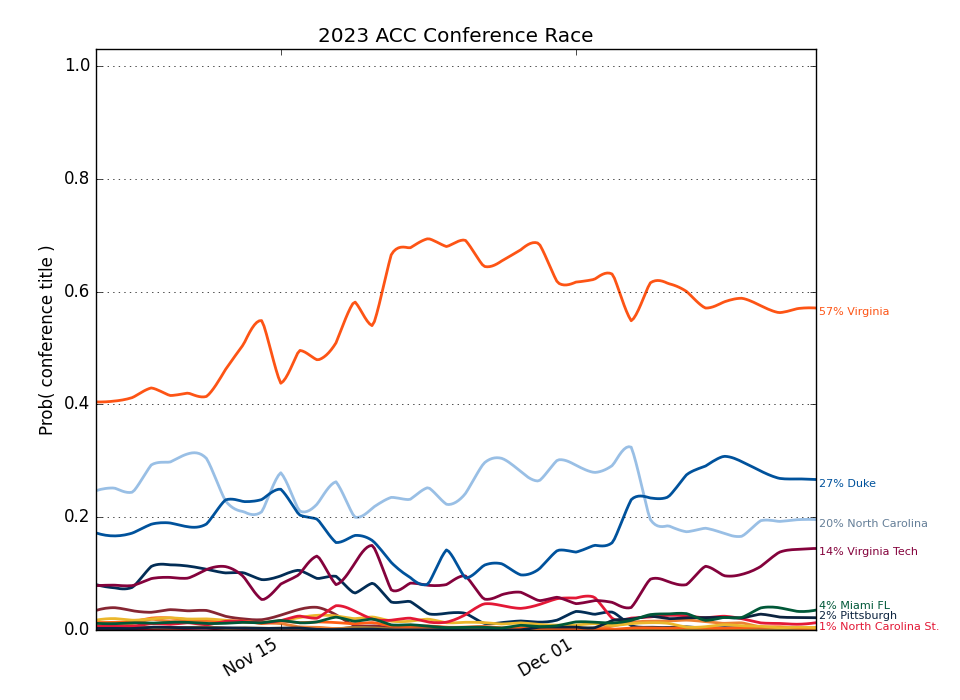 2023 ACC Conference Race
Prob( conference title )
1.0
0.8
0.6
0.4
0.2
0.0
Nov 15
Dec 01
57% Virginia
27% Duke
20% North Carolina
14% Virginia Tech
4% Miami FL
2% Pittsburgh
1% North Carolina St.